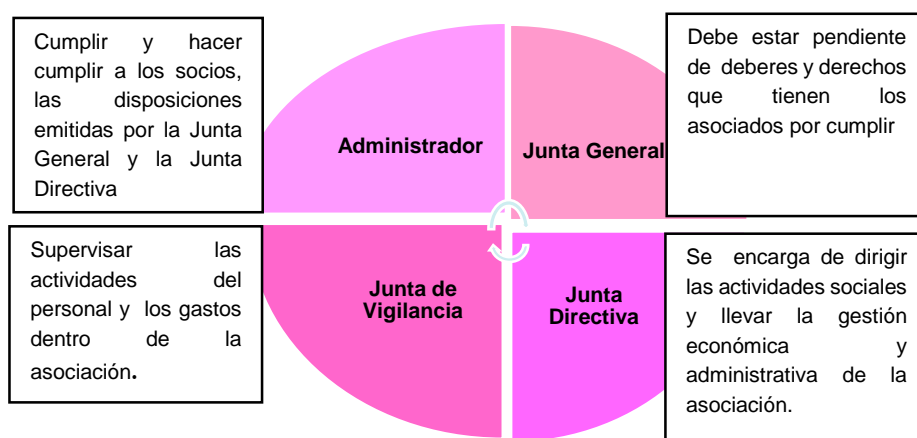 Cumplir y hacer
cumplir a los socios,
las disposiciones
emitidas por la Junta
General y la Junta
Directiva
Administrador
Junta General
Debe estar pendiente
de deberes y derechos
que tienen los
asociados por cumplir
Supervisar las
actividades del
personal y los gastos
dentro de la
asociación.
Junta de
Vigilancia
Junta
Directiva
Se encarga de dirigir
las actividades sociales
y llevar la gestión
económica y
administrativa de la
asociación.